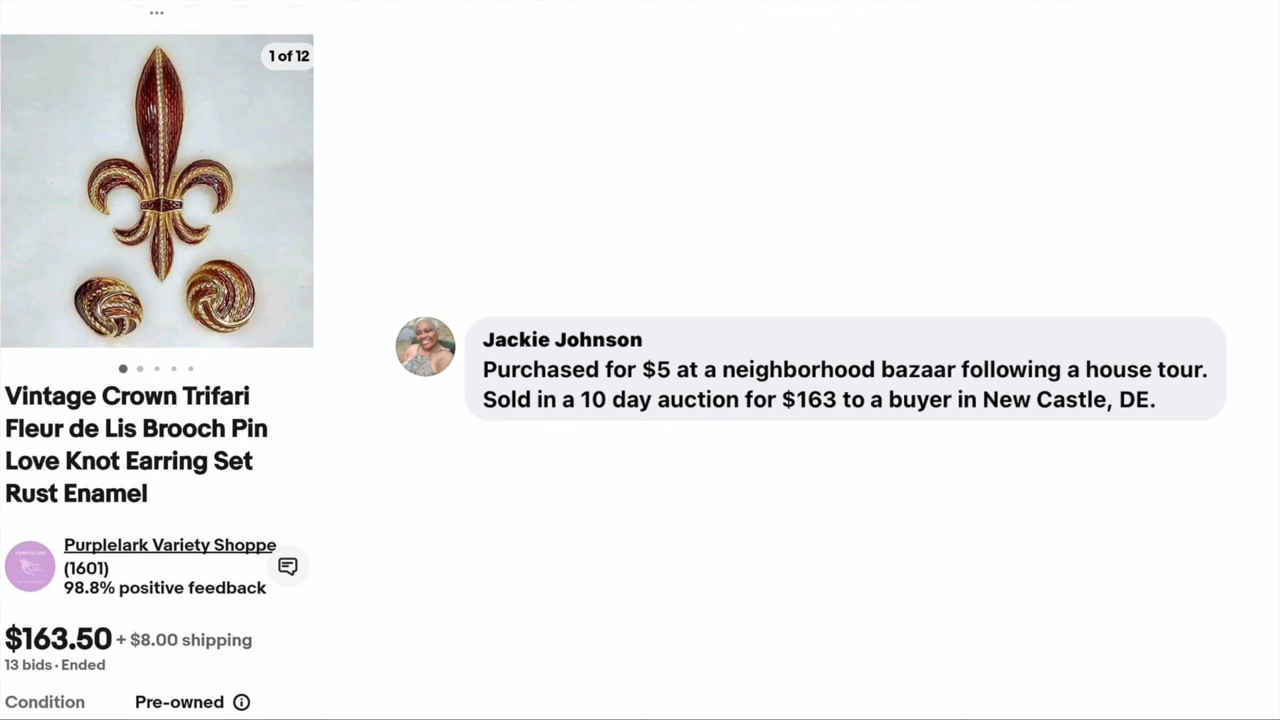 1 of 12
Vintage Crown Trifari
Fleur de Lis Brooch Pin
Love Knot Earring Set
Rust Enamel
Purplelark Variety Shoppe
(1601)
98.8% positive feedback
$163.50 + $8.00 shipping
13 bids · Ended
Condition Pre-owned
Jackie Johnson
Purchased for $5 at a neighborhood bazaar following a house tour.
Sold in a 10 day auction for $163 to a buyer in New Castle, DE.